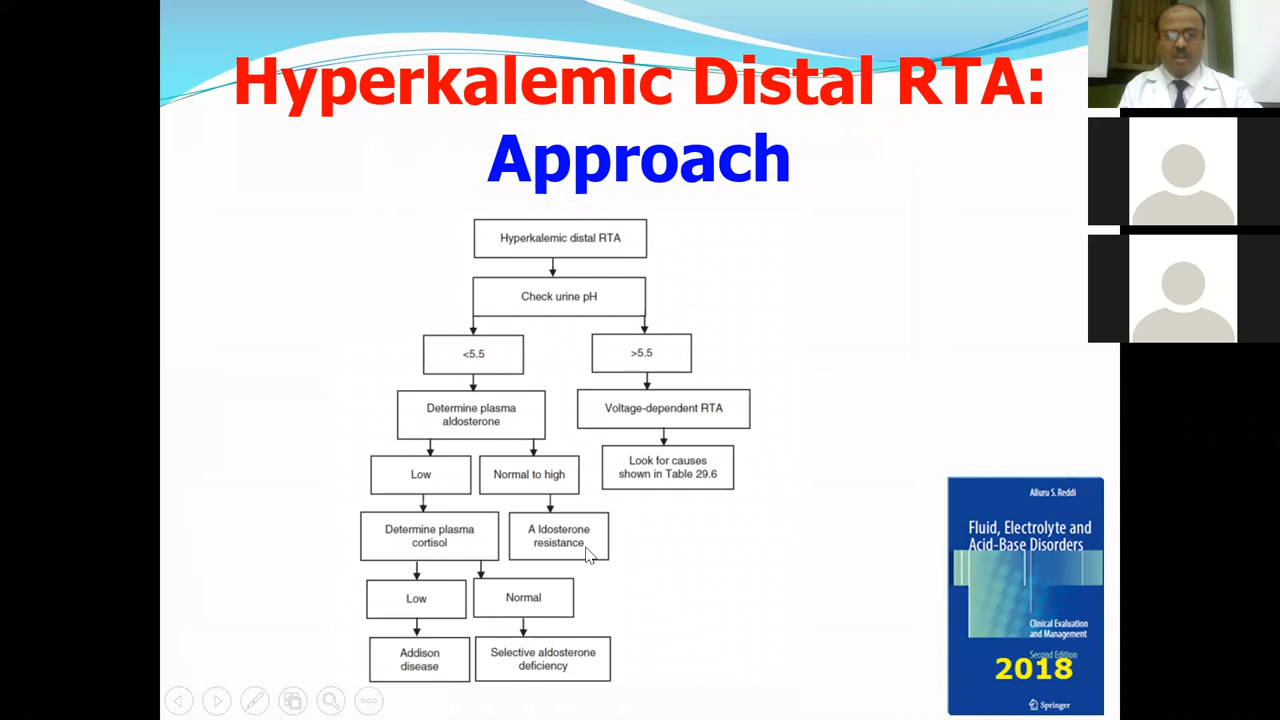 Hyperkalemic Distal RTA:
Approach
Hyperkalemic distal RTA
Check urine pH
<5.5
>5.5
Determine plasma
aldosterone
Voltage-dependent RTA
Low
Normal to high
Look for causes
shown in Table 29.6
Determine plasma
cortisol
A ldosterone
resistance
Low
Normal
Addison
disease
Selective aldosterone
deficiency
Alluru S. Reddi
Fluid, Electrolyte and
Acid-Base Disorders
Clinical Evaluation
and Management
Second Edition
2018
Springer